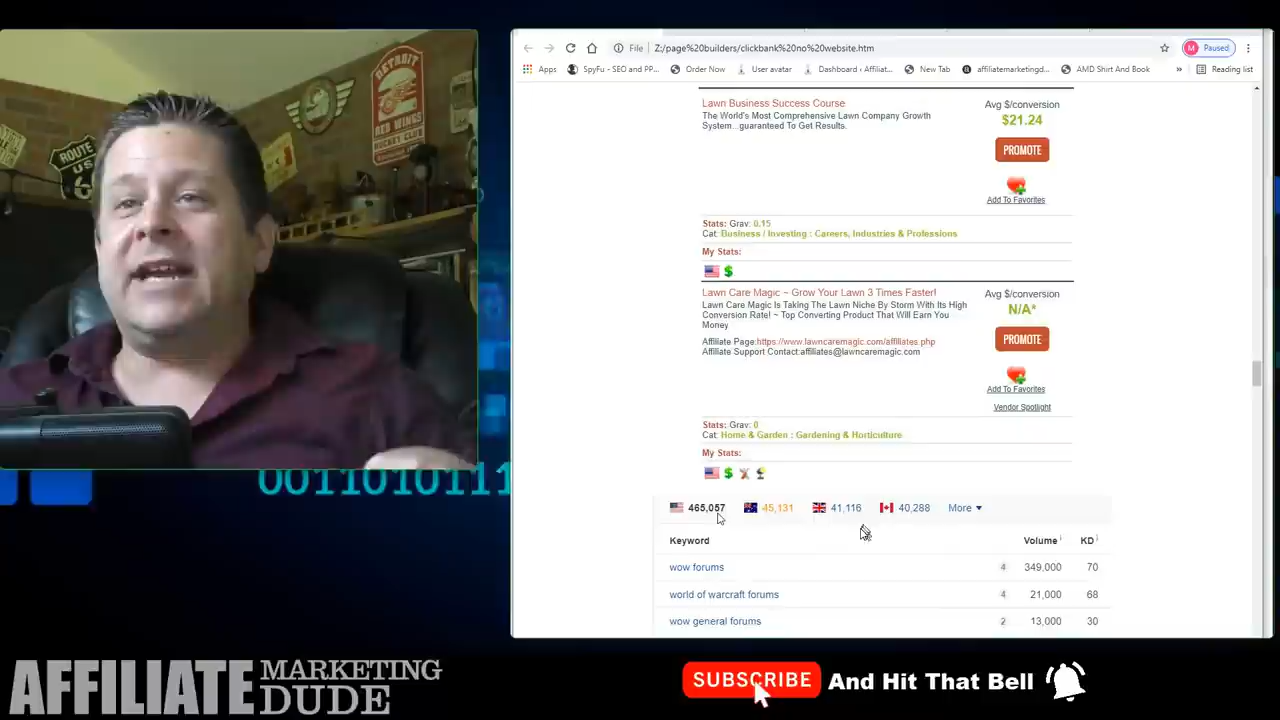 File
Z:/page%20builders/clickbank%20no%20website.htm
M
Paused
Apps
SpyFu - SEO and PP...
Order Now
User avatar
Dashboard ‹ Affiliat...
New Tab
affiliatemarketingd...
AMD Shirt And Book
»
Reading list
Lawn Business Success Course
The World's Most Comprehensive Lawn Company Growth
System...guaranteed To Get Results.
Avg $/conversion
$21.24
PROMOTE
Add To Favorites
Stats: Grav: 0.15
Cat: Business / Investing : Careers, Industries & Professions
My Stats:
$
Lawn Care Magic ~ Grow Your Lawn 3 Times Faster!
Lawn Care Magic Is Taking The Lawn Niche By Storm With Its High
Conversion Rate! ~ Top Converting Product That Will Earn You
Money
Affiliate Page:https://www.lawncaremagic.com/affiliates.php
Affiliate Support Contact:affiliates@lawncaremagic.com
Avg $/conversion
N/A*
PROMOTE
Add To Favorites
Vendor Spotlight
Stats: Grav: 0
Cat: Home & Garden : Gardening & Horticulture
My Stats:
$
465,057 45,131 41,116 40,288 More
Keyword Volume KD
wow forums 4 349,000 70
world of warcraft forums 4 21,000 68
wow general forums 2 13,000 30
DETROIT
RED WINGS
HOCKEY CLUB
ROUTE
US
6
0011010111
AFFILIATE MARKETING
DUDE
SUBSCRIBE And Hit That Bell